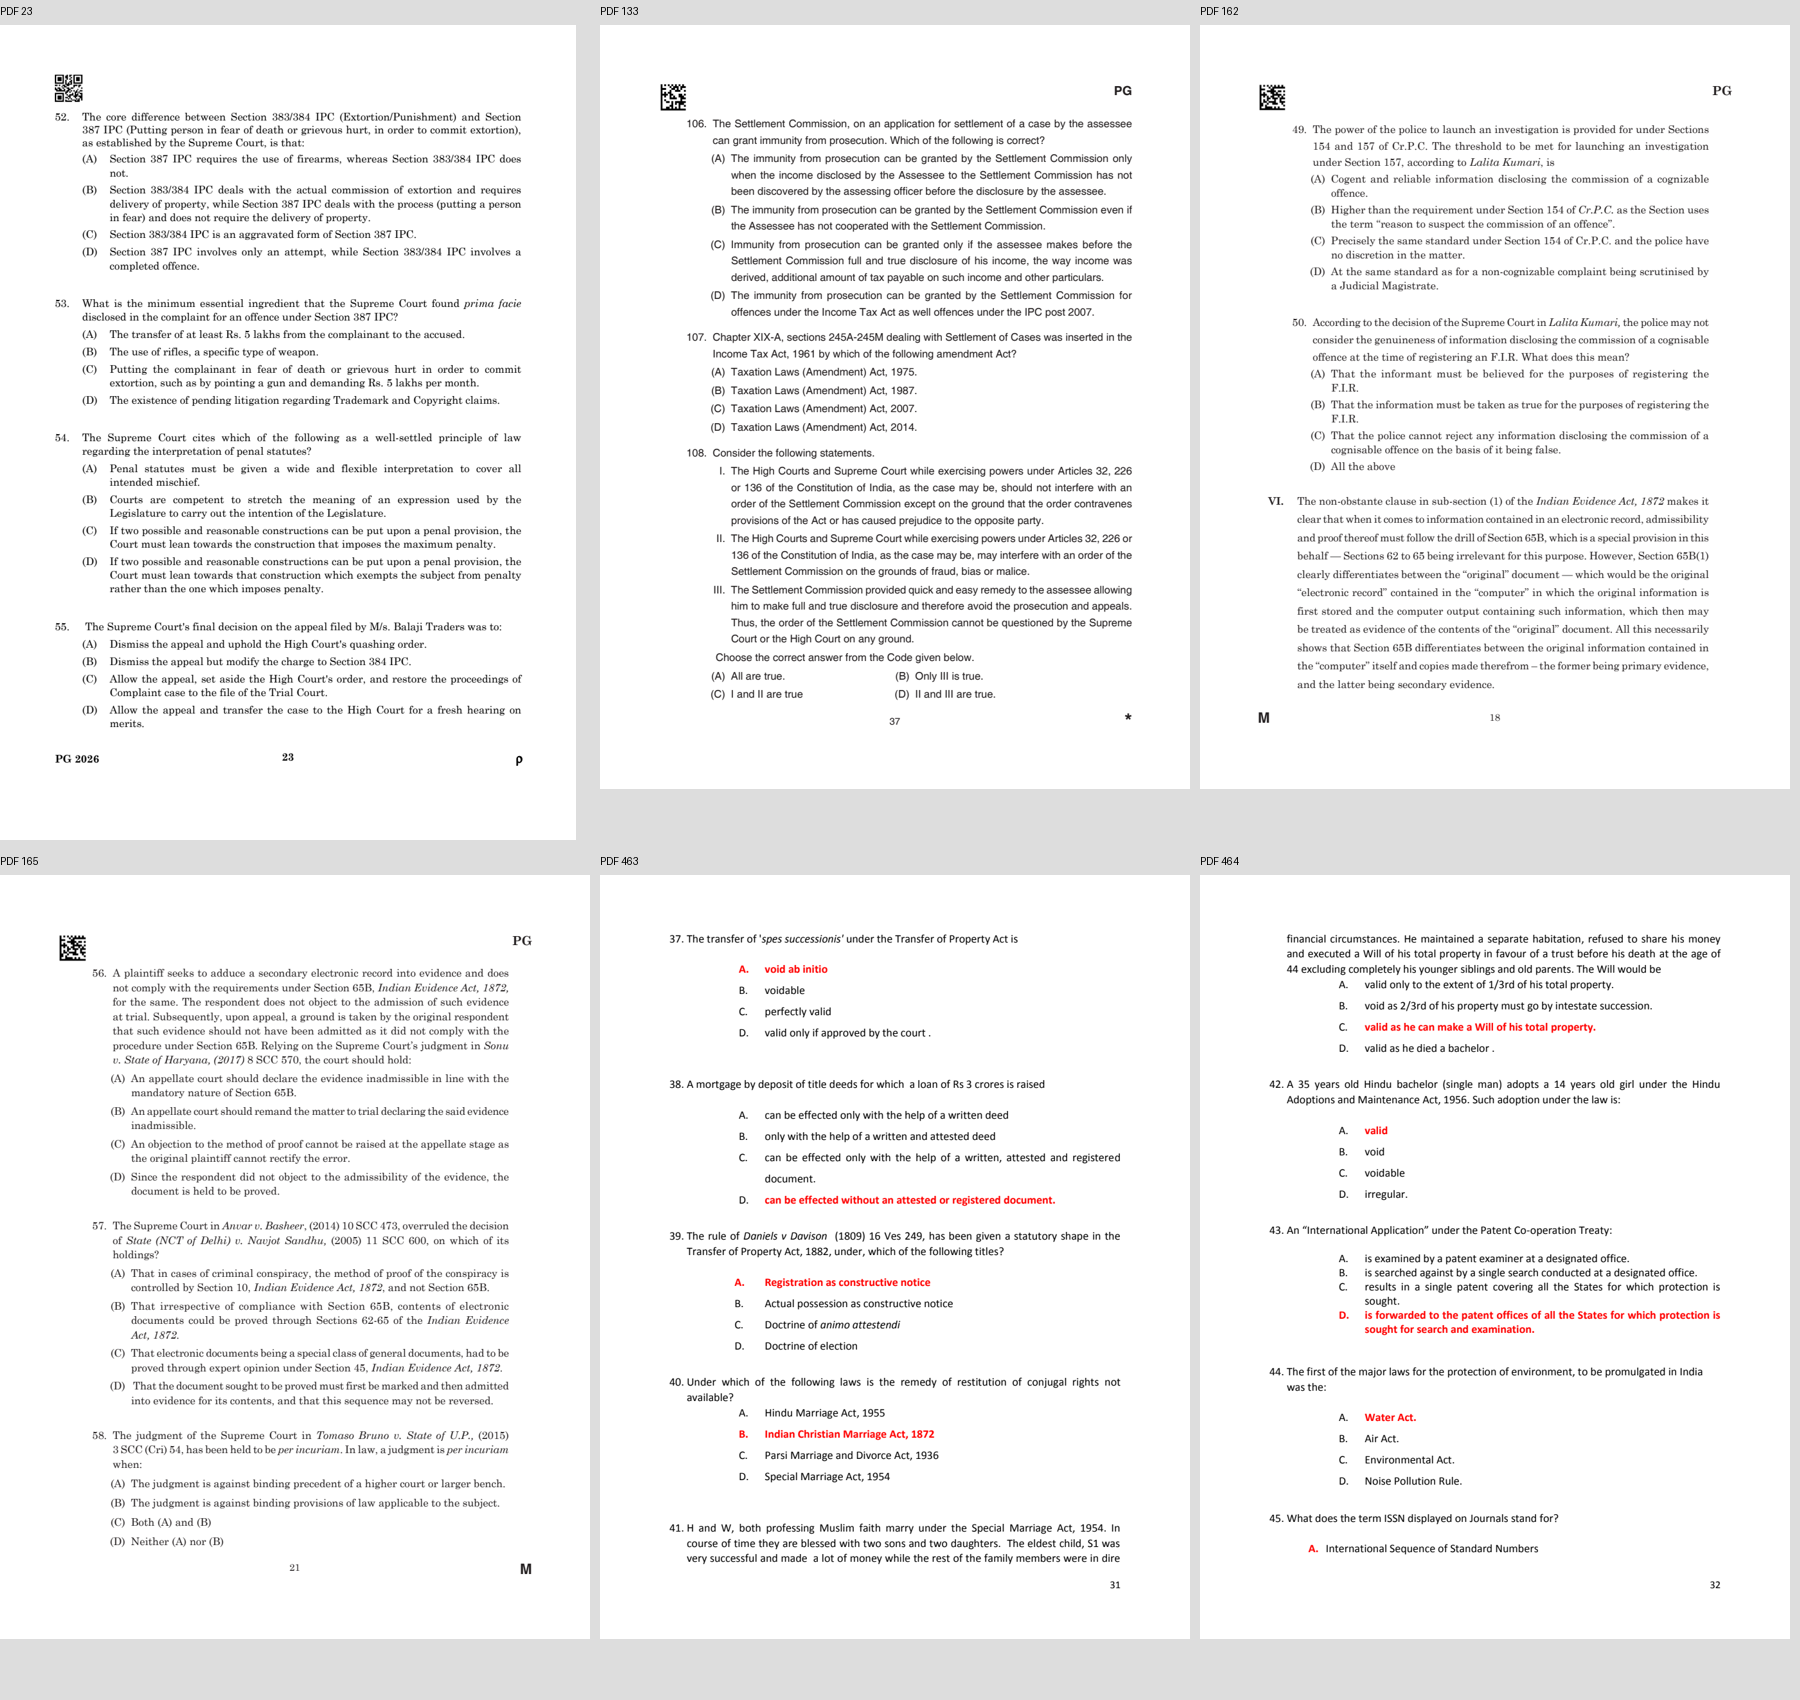 PDF 23
52. The core difference between Section 383/384 IPC (Extortion/Punishment) and Section
387 IPC (Putting person in fear of death or grievous hurt, in order to commit extortion),
as established by the Supreme Court, is that:
(A) Section 387 IPC requires the use of firearms, whereas Section 383/384 IPC does
not.
(B) Section 383/384 IPC deals with the actual commission of extortion and requires
delivery of property, while Section 387 IPC deals with the process (putting a person
in fear) and does not require the delivery of property.
(C) Section 383/384 IPC is an aggravated form of Section 387 IPC.
(D) Section 387 IPC involves only an attempt, while Section 383/384 IPC involves a
completed offence.
53. What is the minimum essential ingredient that the Supreme Court found prima facie
disclosed in the complaint for an offence under Section 387 IPC?
(A) The transfer of at least Rs. 5 lakhs from the complainant to the accused.
(B) The use of rifles, a specific type of weapon.
(C) Putting the complainant in fear of death or grievous hurt in order to commit
extortion, such as by pointing a gun and demanding Rs. 5 lakhs per month.
(D) The existence of pending litigation regarding Trademark and Copyright claims.
54. The Supreme Court cites which of the following as a well-settled principle of law
regarding the interpretation of penal statutes?
(A) Penal statutes must be given a wide and flexible interpretation to cover all
intended mischief.
(B) Courts are competent to stretch the meaning of an expression used by the
Legislature to carry out the intention of the Legislature.
(C) If two possible and reasonable constructions can be put upon a penal provision, the
Court must lean towards the construction that imposes the maximum penalty.
(D) If two possible and reasonable constructions can be put upon a penal provision, the
Court must lean towards that construction which exempts the subject from penalty
rather than the one which imposes penalty.
55. The Supreme Court's final decision on the appeal filed by M/s. Balaji Traders was to:
(A) Dismiss the appeal and uphold the High Court's quashing order.
(B) Dismiss the appeal but modify the charge to Section 384 IPC.
(C) Allow the appeal, set aside the High Court's order, and restore the proceedings of
Complaint case to the file of the Trial Court.
(D) Allow the appeal and transfer the case to the High Court for a fresh hearing on
merits.
PG 2026 23 ρ
PDF 133
PG
106. The Settlement Commission, on an application for settlement of a case by the assessee
can grant immunity from prosecution. Which of the following is correct?
(A) The immunity from prosecution can be granted by the Settlement Commission only
when the income disclosed by the Assessee to the Settlement Commission has not
been discovered by the assessing officer before the disclosure by the assessee.
(B) The immunity from prosecution can be granted by the Settlement Commission even if
the Assessee has not cooperated with the Settlement Commission.
(C) Immunity from prosecution can be granted only if the assessee makes before the
Settlement Commission full and true disclosure of his income, the way income was
derived, additional amount of tax payable on such income and other particulars.
(D) The immunity from prosecution can be granted by the Settlement Commission for
offences under the Income Tax Act as well offences under the IPC post 2007.
107. Chapter XIX-A, sections 245A-245M dealing with Settlement of Cases was inserted in the
Income Tax Act, 1961 by which of the following amendment Act?
(A) Taxation Laws (Amendment) Act, 1975.
(B) Taxation Laws (Amendment) Act, 1987.
(C) Taxation Laws (Amendment) Act, 2007.
(D) Taxation Laws (Amendment) Act, 2014.
108. Consider the following statements.
I. The High Courts and Supreme Court while exercising powers under Articles 32, 226
or 136 of the Constitution of India, as the case may be, should not interfere with an
order of the Settlement Commission except on the ground that the order contravenes
provisions of the Act or has caused prejudice to the opposite party.
II. The High Courts and Supreme Court while exercising powers under Articles 32, 226 or
136 of the Constitution of India, as the case may be, may interfere with an order of the
Settlement Commission on the grounds of fraud, bias or malice.
III. The Settlement Commission provided quick and easy remedy to the assessee allowing
him to make full and true disclosure and therefore avoid the prosecution and appeals.
Thus, the order of the Settlement Commission cannot be questioned by the Supreme
Court or the High Court on any ground.
Choose the correct answer from the Code given below.
(A) All are true. (B) Only III is true.
(C) I and II are true (D) II and III are true.
37 *
PDF 162
PG
49. The power of the police to launch an investigation is provided for under Sections
154 and 157 of Cr.P.C. The threshold to be met for launching an investigation
under Section 157, according to Lalita Kumari, is
(A) Cogent and reliable information disclosing the commission of a cognizable
offence.
(B) Higher than the requirement under Section 154 of Cr.P.C. as the Section uses
the term “reason to suspect the commission of an offence”.
(C) Precisely the same standard under Section 154 of Cr.P.C. and the police have
no discretion in the matter.
(D) At the same standard as for a non-cognizable complaint being scrutinised by
a Judicial Magistrate.
50. According to the decision of the Supreme Court in Lalita Kumari, the police may not
consider the genuineness of information disclosing the commission of a cognisable
offence at the time of registering an F.I.R. What does this mean?
(A) That the informant must be believed for the purposes of registering the
F.I.R.
(B) That the information must be taken as true for the purposes of registering the
F.I.R.
(C) That the police cannot reject any information disclosing the commission of a
cognisable offence on the basis of it being false.
(D) All the above
VI. The non-obstante clause in sub-section (1) of the Indian Evidence Act, 1872 makes it
clear that when it comes to information contained in an electronic record, admissibility
and proof thereof must follow the drill of Section 65B, which is a special provision in this
behalf — Sections 62 to 65 being irrelevant for this purpose. However, Section 65B(1)
clearly differentiates between the “original” document — which would be the original
“electronic record” contained in the “computer” in which the original information is
first stored and the computer output containing such information, which then may
be treated as evidence of the contents of the “original” document. All this necessarily
shows that Section 65B differentiates between the original information contained in
the “computer” itself and copies made therefrom – the former being primary evidence,
and the latter being secondary evidence.
M 18
PDF 165
PG
56. A plaintiff seeks to adduce a secondary electronic record into evidence and does
not comply with the requirements under Section 65B, Indian Evidence Act, 1872,
for the same. The respondent does not object to the admission of such evidence
at trial. Subsequently, upon appeal, a ground is taken by the original respondent
that such evidence should not have been admitted as it did not comply with the
procedure under Section 65B. Relying on the Supreme Court’s judgment in Sonu
v. State of Haryana, (2017) 8 SCC 570, the court should hold:
(A) An appellate court should declare the evidence inadmissible in line with the
mandatory nature of Section 65B.
(B) An appellate court should remand the matter to trial declaring the said evidence
inadmissible.
(C) An objection to the method of proof cannot be raised at the appellate stage as
the original plaintiff cannot rectify the error.
(D) Since the respondent did not object to the admissibility of the evidence, the
document is held to be proved.
57. The Supreme Court in Anvar v. Basheer, (2014) 10 SCC 473, overruled the decision
of State (NCT of Delhi) v. Navjot Sandhu, (2005) 11 SCC 600, on which of its
holdings?
(A) That in cases of criminal conspiracy, the method of proof of the conspiracy is
controlled by Section 10, Indian Evidence Act, 1872, and not Section 65B.
(B) That irrespective of compliance with Section 65B, contents of electronic
documents could be proved through Sections 62-65 of the Indian Evidence
Act, 1872.
(C) That electronic documents being a special class of general documents, had to be
proved through expert opinion under Section 45, Indian Evidence Act, 1872.
(D) That the document sought to be proved must first be marked and then admitted
into evidence for its contents, and that this sequence may not be reversed.
58. The judgment of the Supreme Court in Tomaso Bruno v. State of U.P., (2015)
3 SCC (Cri) 54, has been held to be per incuriam. In law, a judgment is per incuriam
when:
(A) The judgment is against binding precedent of a higher court or larger bench.
(B) The judgment is against binding provisions of law applicable to the subject.
(C) Both (A) and (B)
(D) Neither (A) nor (B)
21 M
PDF 463
37. The transfer of 'spes successionis' under the Transfer of Property Act is
A. void ab initio
B. voidable
C. perfectly valid
D. valid only if approved by the court .
38. A mortgage by deposit of title deeds for which a loan of Rs 3 crores is raised
A. can be effected only with the help of a written deed
B. only with the help of a written and attested deed
C. can be effected only with the help of a written, attested and registered
document.
D. can be effected without an attested or registered document.
39. The rule of Daniels v Davison (1809) 16 Ves 249, has been given a statutory shape in the
Transfer of Property Act, 1882, under, which of the following titles?
A. Registration as constructive notice
B. Actual possession as constructive notice
C. Doctrine of animo attestendi
D. Doctrine of election
40. Under which of the following laws is the remedy of restitution of conjugal rights not
available?
A. Hindu Marriage Act, 1955
B. Indian Christian Marriage Act, 1872
C. Parsi Marriage and Divorce Act, 1936
D. Special Marriage Act, 1954
41. H and W, both professing Muslim faith marry under the Special Marriage Act, 1954. In
course of time they are blessed with two sons and two daughters. The eldest child, S1 was
very successful and made a lot of money while the rest of the family members were in dire
31
PDF 464
financial circumstances. He maintained a separate habitation, refused to share his money
and executed a Will of his total property in favour of a trust before his death at the age of
44 excluding completely his younger siblings and old parents. The Will would be
A. valid only to the extent of 1/3rd of his total property.
B. void as 2/3rd of his property must go by intestate succession.
C. valid as he can make a Will of his total property.
D. valid as he died a bachelor .
42. A 35 years old Hindu bachelor (single man) adopts a 14 years old girl under the Hindu
Adoptions and Maintenance Act, 1956. Such adoption under the law is:
A. valid
B. void
C. voidable
D. irregular.
43. An “International Application” under the Patent Co-operation Treaty:
A. is examined by a patent examiner at a designated office.
B. is searched against by a single search conducted at a designated office.
C. results in a single patent covering all the States for which protection is
sought.
D. is forwarded to the patent offices of all the States for which protection is
sought for search and examination.
44. The first of the major laws for the protection of environment, to be promulgated in India
was the:
A. Water Act.
B. Air Act.
C. Environmental Act.
D. Noise Pollution Rule.
45. What does the term ISSN displayed on Journals stand for?
A. International Sequence of Standard Numbers
32